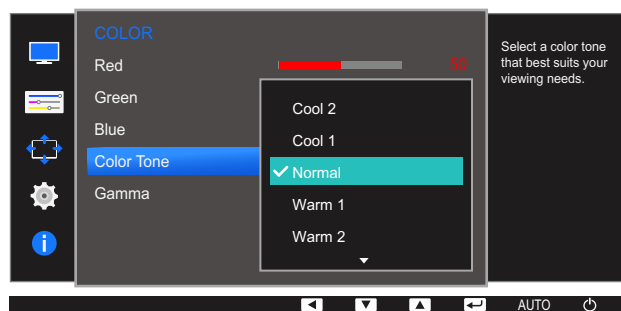 COLOR
Red 50
Green
Blue
Color Tone
Gamma
Cool 2
Cool 1
Normal
Warm 1
Warm 2
Select a color tone
that best suits your
viewing needs.
AUTO